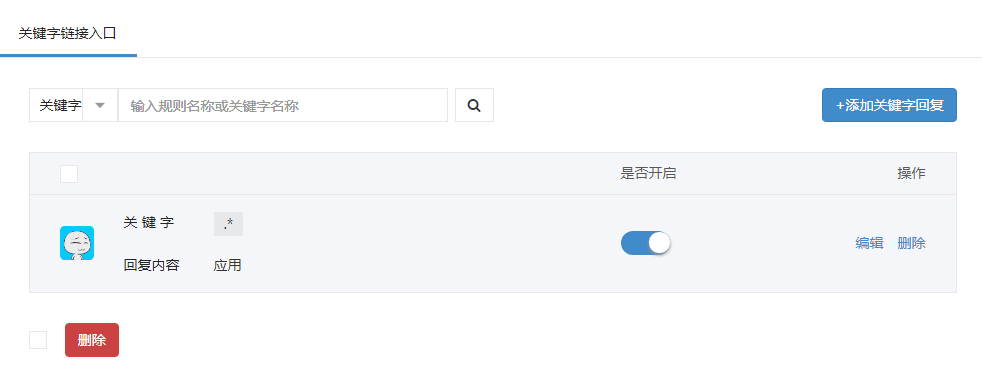 关键字链接入口
关键字 输入规则名称或关键字名称 +添加关键字回复
是否开启 操作
关 键 字 .*
编辑 删除
回复内容 应用
删除